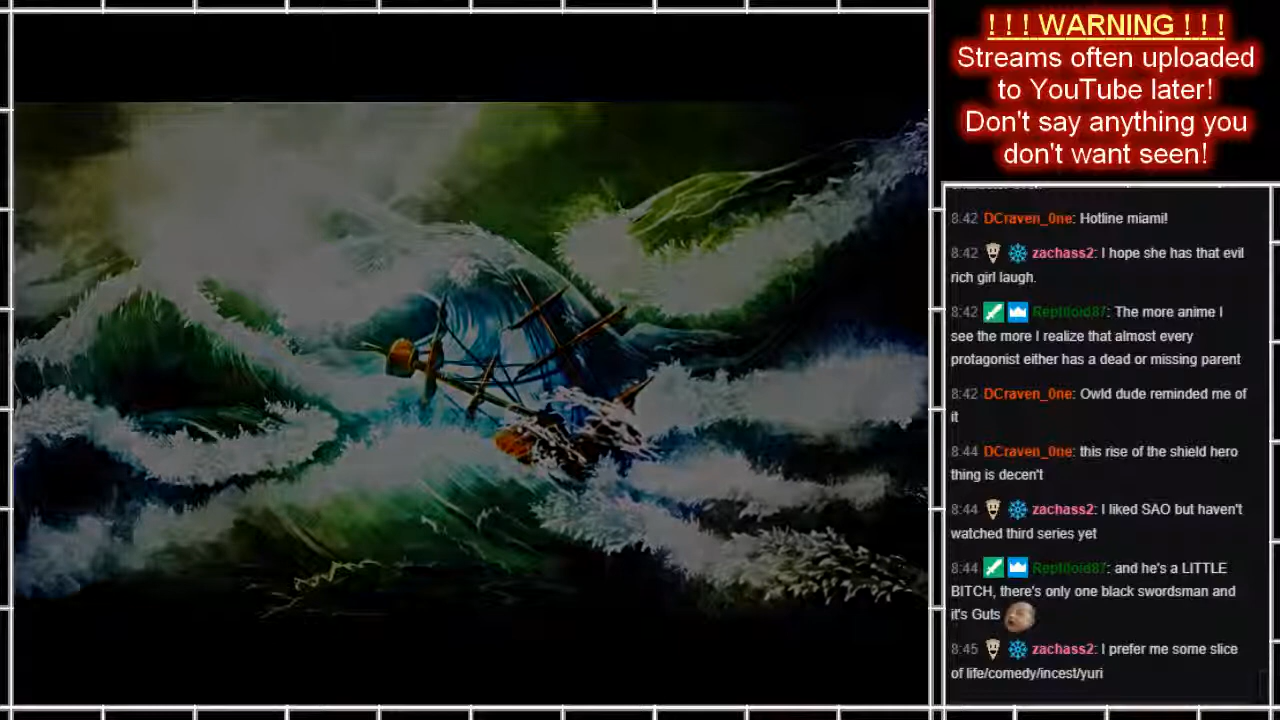 ! ! ! WARNING ! ! !
Streams often uploaded
to YouTube later!
Don't say anything you
don't want seen!
8:42 DCraven_0ne: Hotline miami!
8:42 zachass2: I hope she has that evil
rich girl laugh.
8:42 Reptiloid87: The more anime I
see the more I realize that almost every
protagonist either has a dead or missing parent
8:42 DCraven_0ne: Owld dude reminded me of
it
8:44 DCraven_0ne: this rise of the shield hero
thing is decen't
8:44 zachass2: I liked SAO but haven't
watched third series yet
8:44 Reptiloid87: and he's a LITTLE
BITCH, there's only one black swordsman and
it's Guts
8:45 zachass2: I prefer me some slice
of life/comedy/incest/yuri